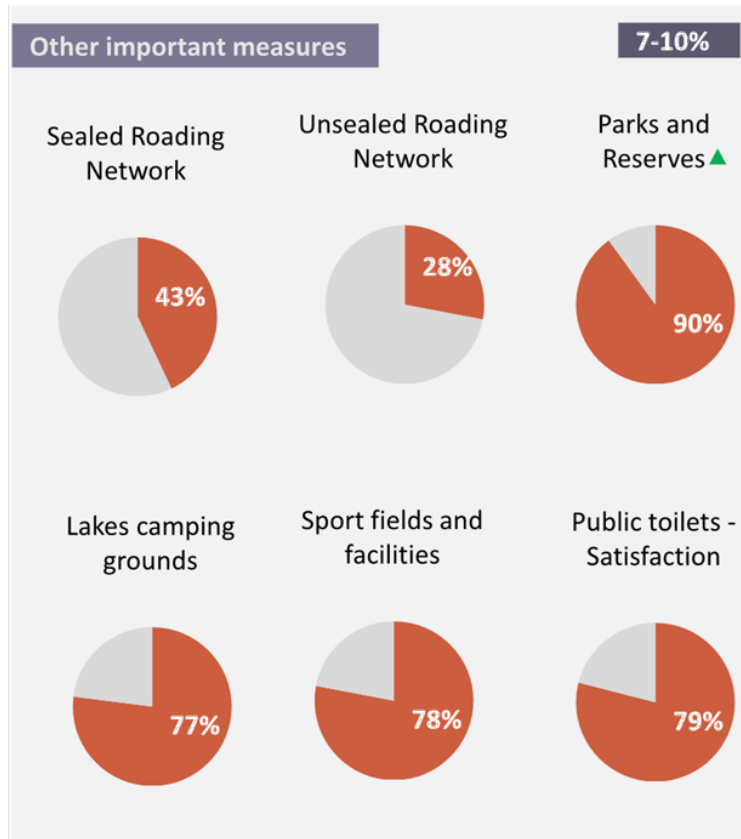 Other important measures
7-10%
Sealed Roading
Network
Unsealed Roading
Network
Parks and
Reserves
43%
28%
90%
Lakes camping
grounds
Sport fields and
facilities
Public toilets -
Satisfaction
77%
78%
79%